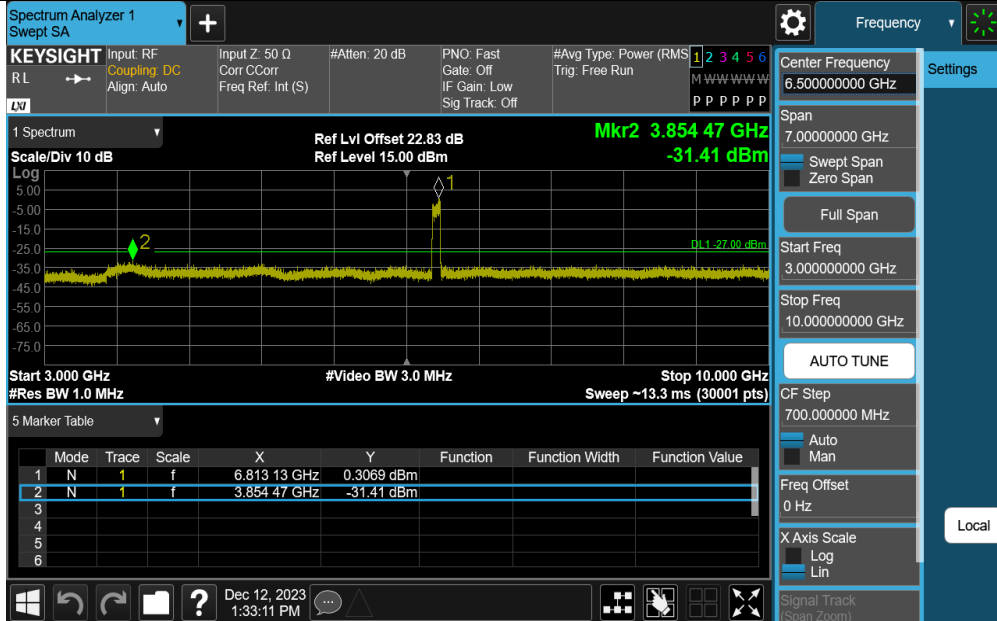 Spectrum Analyzer 1
Swept SA
+
Frequency
KEYSIGHT
RL
LXI
Input: RF
Coupling: DC
Align: Auto
Input Z: 50 Ω
Corr CCorr
Freq Ref: Int (S)
#Atten: 20 dB
PNO: Fast
Gate: Off
IF Gain: Low
Sig Track: Off
#Avg Type: Power (RMS
Trig: Free Run
1 2 3 4 5 6
M W W W W W
P P P P P P
1 Spectrum
Scale/Div 10 dB
Ref Lvl Offset 22.83 dB
Ref Level 15.00 dBm
Mkr2 3.854 47 GHz
-31.41 dBm
Log
5.00
-5.00
-15.0
-25.0
-35.0
-45.0
-55.0
-65.0
-75.0
1
2
DL1 -27.00 dBm
Start 3.000 GHz
#Video BW 3.0 MHz
Stop 10.000 GHz
#Res BW 1.0 MHz
Sweep ~13.3 ms (30001 pts)
5 Marker Table
Mode Trace Scale X Y Function Function Width Function Value
1 N 1 f 6.813 13 GHz 0.3069 dBm
2 N 1 f 3.854 47 GHz -31.41 dBm
3
4
5
6
?
Dec 12, 2023
1:33:11 PM
Center Frequency
6.500000000 GHz
Settings
Span
7.00000000 GHz
Swept Span
Zero Span
Full Span
Start Freq
3.000000000 GHz
Stop Freq
10.000000000 GHz
AUTO TUNE
CF Step
700.000000 MHz
Auto
Man
Freq Offset
0 Hz
Local
X Axis Scale
Log
Lin
Signal Track
(Span Zoom)